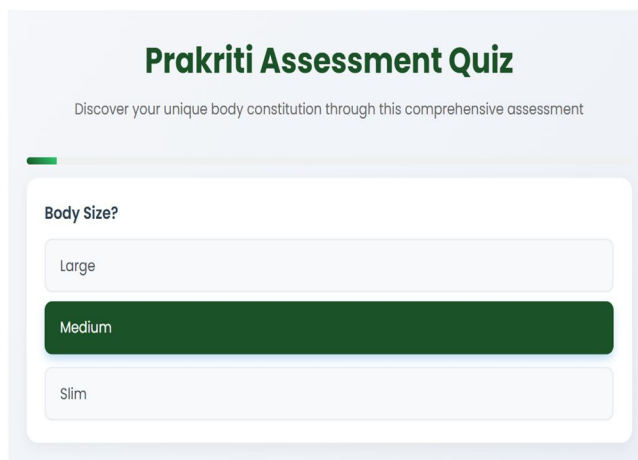 Prakriti Assessment Quiz
Discover your unique body constitution through this comprehensive assessment
Body Size?
Large
Medium
Slim